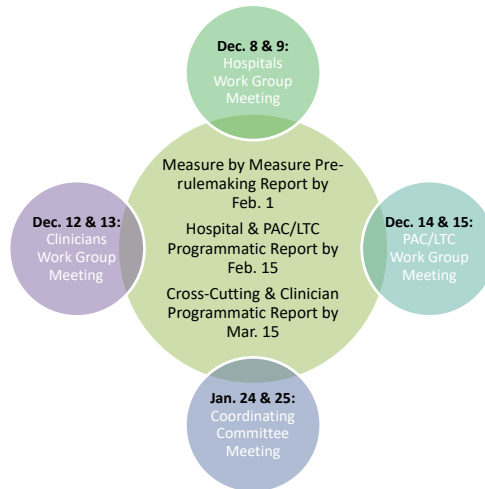 Dec. 8 & 9:
Hospitals
Work Group
Meeting
Measure by Measure Pre-
rulemaking Report by
Feb. 1
Hospital & PAC/LTC
Programmatic Report by
Feb. 15
Cross-Cutting & Clinician
Programmatic Report by
Mar. 15
Dec. 12 & 13:
Clinicians
Work Group
Meeting
Dec. 14 & 15:
PAC/LTC
Work Group
Meeting
Jan. 24 & 25:
Coordinating
Committee
Meeting